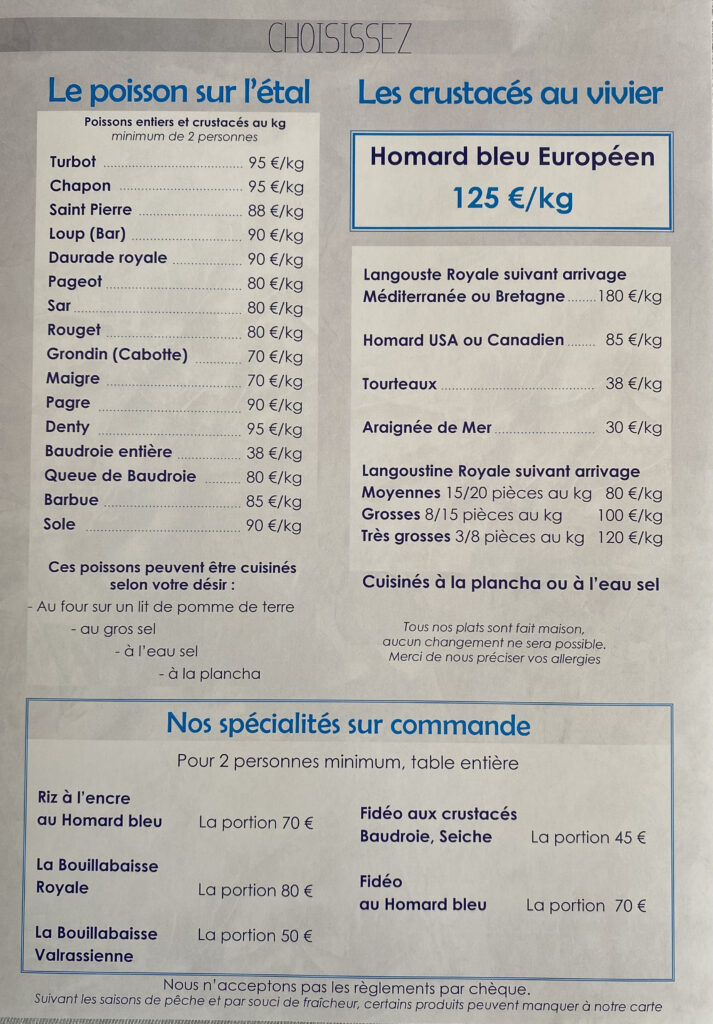 CHOISISSEZ
Le poisson sur l'étal
Poissons entiers et crustacés au kg
minimum de 2 personnes
Turbot ........ 95 €/kg
Chapon ........ 95 €/kg
Saint Pierre ........ 88 €/kg
Loup (Bar) ........ 90 €/kg
Daurade royale ........ 90 €/kg
Pageot ........ 80 €/kg
Sar ........ 80 €/kg
Rouget ........ 80 €/kg
Grondin (Cabotte) ........ 70 €/kg
Maigre ........ 70 €/kg
Pagre ........ 90 €/kg
Denty ........ 95 €/kg
Baudroie entière ........ 38 €/kg
Queue de Baudroie ........ 80 €/kg
Barbue ........ 85 €/kg
Sole ........ 90 €/kg
Ces poissons peuvent être cuisinés
selon votre désir :
- Au four sur un lit de pomme de terre
- au gros sel
- à l'eau sel
- à la plancha
Les crustacés au vivier
Homard bleu Européen
125 €/kg
Langouste Royale suivant arrivage
Méditerranée ou Bretagne ........ 180 €/kg
Homard USA ou Canadien ........ 85 €/kg
Tourteaux ........ 38 €/kg
Araignée de Mer ........ 30 €/kg
Langoustine Royale suivant arrivage
Moyennes 15/20 pièces au kg 80 €/kg
Grosses 8/15 pièces au kg 100 €/kg
Très grosses 3/8 pièces au kg 120 €/kg
Cuisinés à la plancha ou à l'eau sel
Tous nos plats sont fait maison,
aucun changement ne sera possible.
Merci de nous préciser vos allergies
Nos spécialités sur commande
Pour 2 personnes minimum, table entière
Riz à l'encre
au Homard bleu La portion 70 €
La Bouillabaisse
Royale La portion 80 €
La Bouillabaisse La portion 50 €
Valrassienne
Fidéo aux crustacés
Baudroie, Seiche La portion 45 €
Fidéo
au Homard bleu La portion 70 €
Nous n'acceptons pas les règlements par chèque.
Suivant les saisons de pêche et par souci de fraîcheur, certains produits peuvent manquer à notre carte